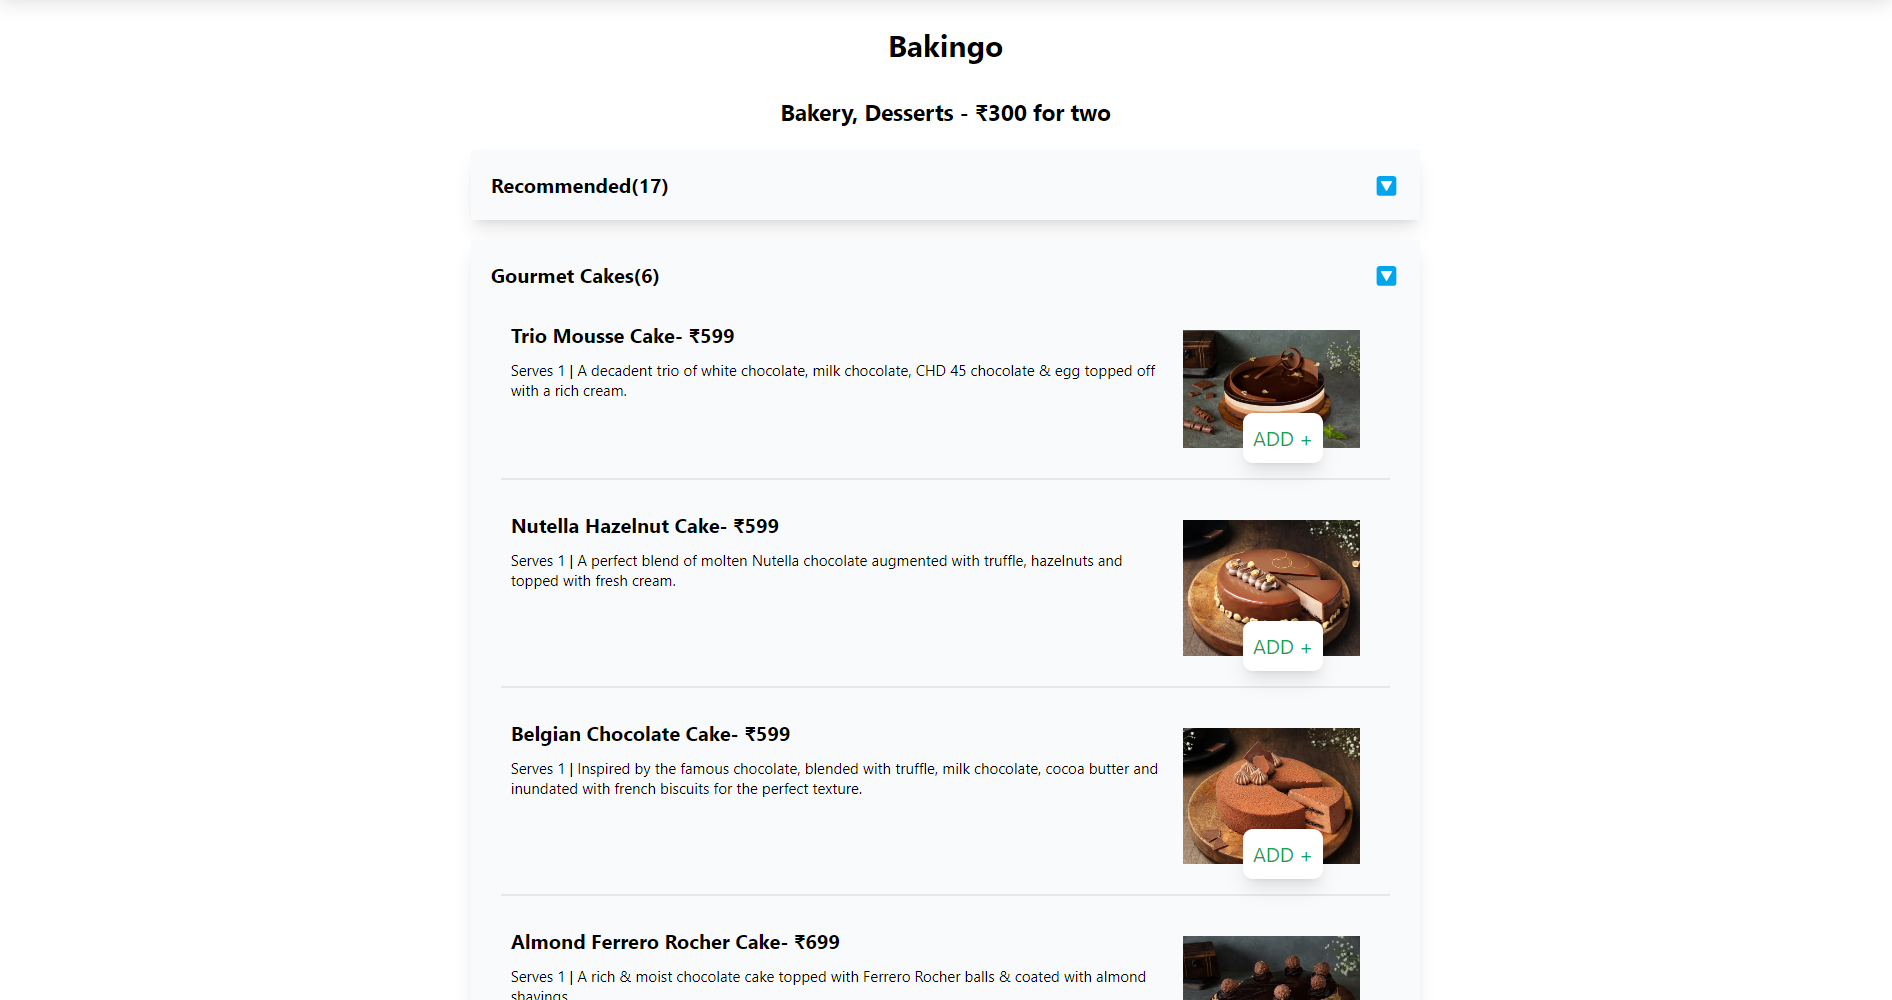 Bakingo
Bakery, Desserts - ₹300 for two
Recommended(17)
Gourmet Cakes(6)
Trio Mousse Cake- ₹599
Serves 1 | A decadent trio of white chocolate, milk chocolate, CHD 45 chocolate & egg topped off
with a rich cream.
ADD +
Nutella Hazelnut Cake- ₹599
Serves 1 | A perfect blend of molten Nutella chocolate augmented with truffle, hazelnuts and
topped with fresh cream.
ADD +
Belgian Chocolate Cake- ₹599
Serves 1 | Inspired by the famous chocolate, blended with truffle, milk chocolate, cocoa butter and
inundated with french biscuits for the perfect texture.
ADD +
Almond Ferrero Rocher Cake- ₹699
Serves 1 | A rich & moist chocolate cake topped with Ferrero Rocher balls & coated with almond
shavings